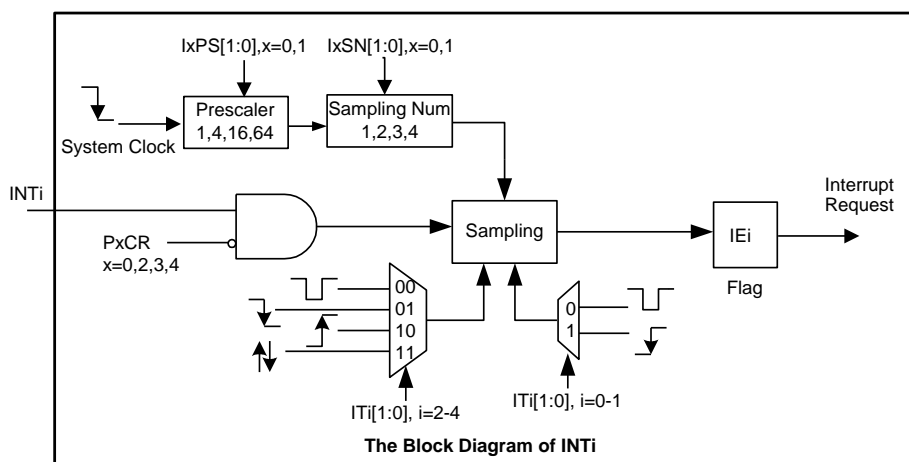 IxPS[1:0],x=0,1
IxSN[1:0],x=0,1
Prescaler
1,4,16,64
Sampling Num
1,2,3,4
System Clock
INTi
PxCR
x=0,2,3,4
Sampling
IEi
Flag
Interrupt
Request
00
01
10
11
0
1
ITi[1:0], i=2-4
ITi[1:0], i=0-1
The Block Diagram of INTi